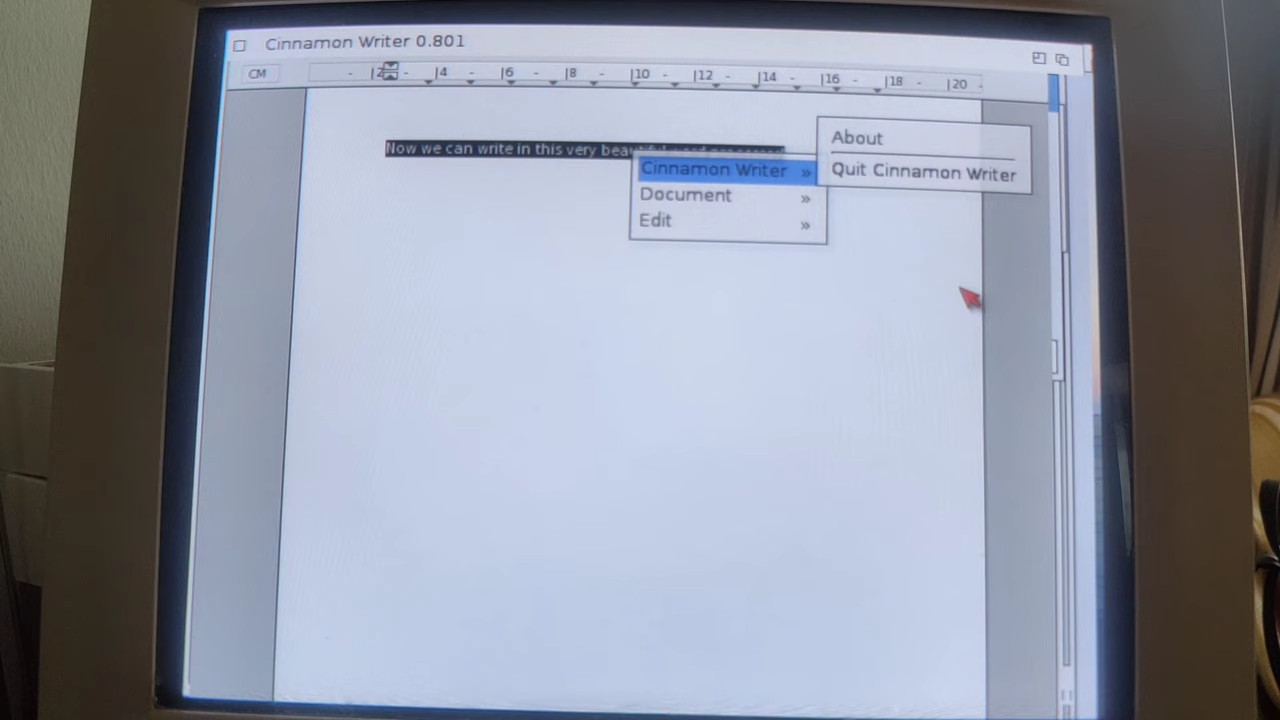 Cinnamon Writer 0.801
CM
2 4 6 8 10 12 14 16 18 20
Now we can write in this very
Cinnamon Writer »
Document »
Edit »
About
Quit Cinnamon Writer